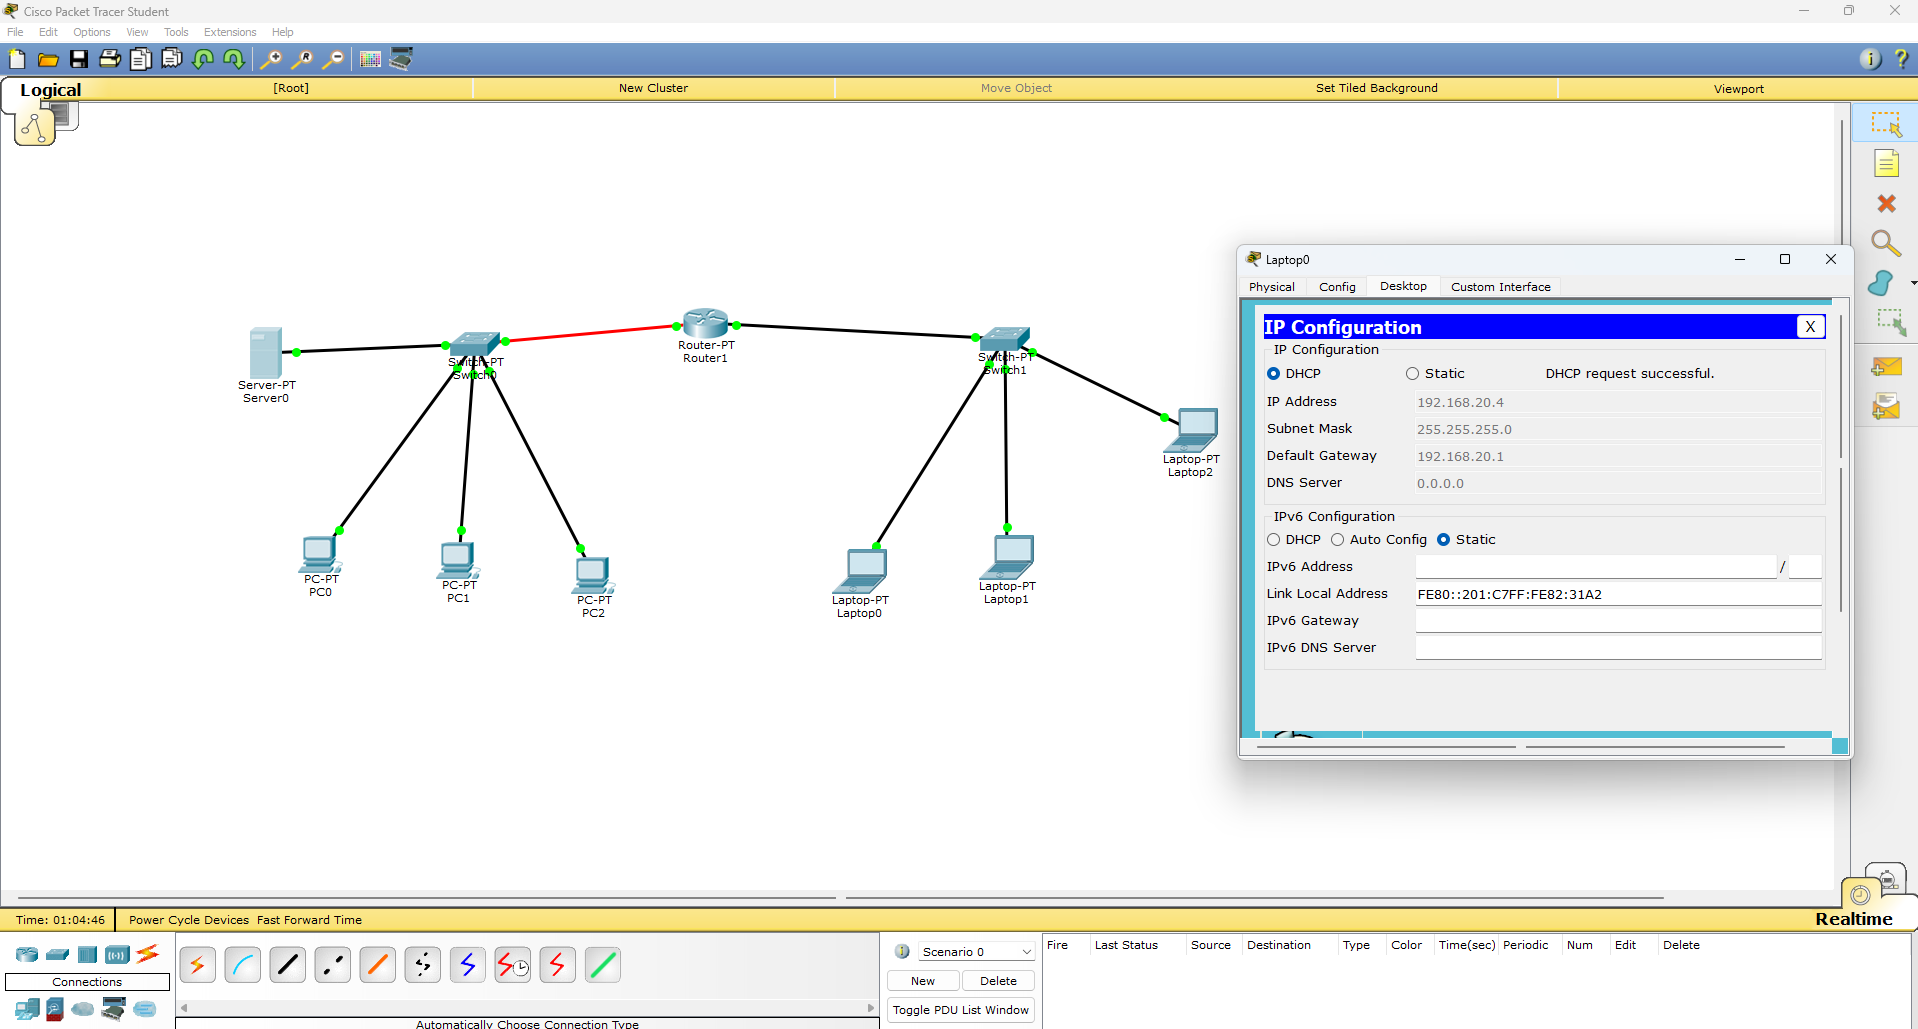 Cisco Packet Tracer Student
File Edit Options View Tools Extensions Help
Logical [Root] New Cluster Move Object Set Tiled Background Viewport
Router-PT
Router1
Server-PT
Server0
Switch-PT
Switch0
Switch-PT
Switch1
Laptop-PT
Laptop2
PC-PT
PC0
PC-PT
PC1
PC-PT
PC2
Laptop-PT
Laptop0
Laptop-PT
Laptop1
Laptop0
Physical Config Desktop Custom Interface
IP Configuration X
IP Configuration
DHCP Static DHCP request successful.
IP Address 192.168.20.4
Subnet Mask 255.255.255.0
Default Gateway 192.168.20.1
DNS Server 0.0.0.0
IPv6 Configuration
DHCP Auto Config Static
IPv6 Address /
Link Local Address FE80::201:C7FF:FE82:31A2
IPv6 Gateway
IPv6 DNS Server
Time: 01:04:46 Power Cycle Devices Fast Forward Time Realtime
Connections
Automatically Choose Connection Type
Scenario 0
New Delete
Toggle PDU List Window
Fire Last Status Source Destination Type Color Time(sec) Periodic Num Edit Delete